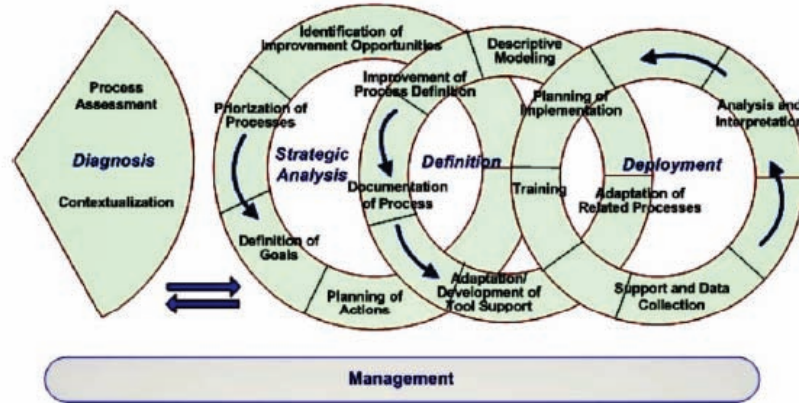 Process
Assessment
Diagnosis
Contextualization
Identification of
Improvement Opportunities
Priorization of
Processes
Strategic
Analysis
Definition of
Goals
Planning of
Actions
Descriptive
Modeling
Improvement of
Process Definition
Definition
Documentation
of Process
Adaptation/
Development of
Tool Support
Planning of
Implementation
Training
Analysis and
Interpretation
Deployment
Adaptation of
Related Processes
Support and Data
Collection
Management